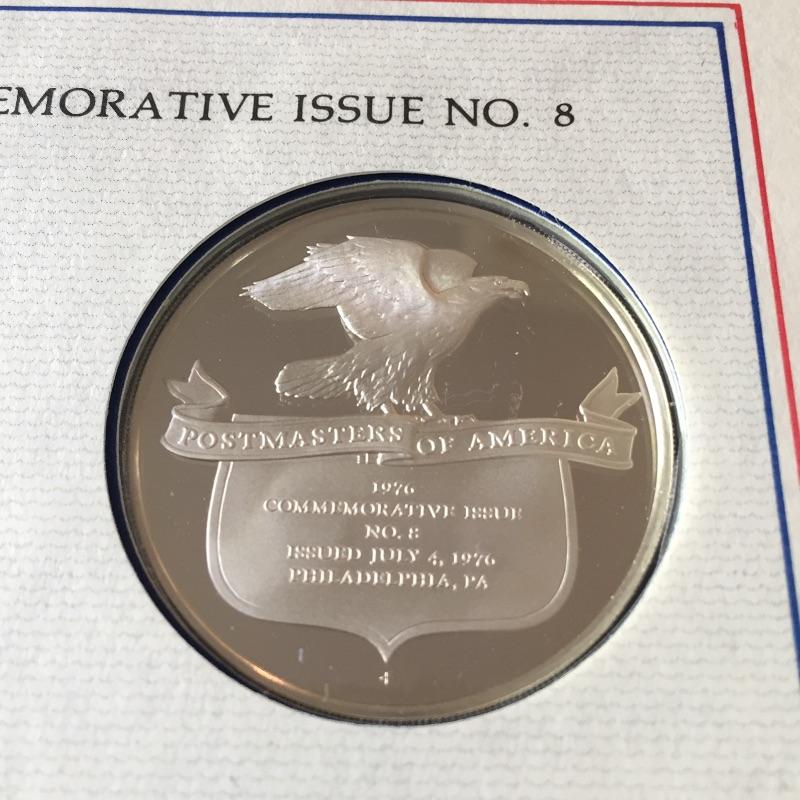 EMORATIVE ISSUE NO. 8
POSTMASTERS OF AMERICA
1976
COMMEMORATIVE ISSUE
NO. 8
ISSUED JULY 4, 1976
PHILADELPHIA, PA